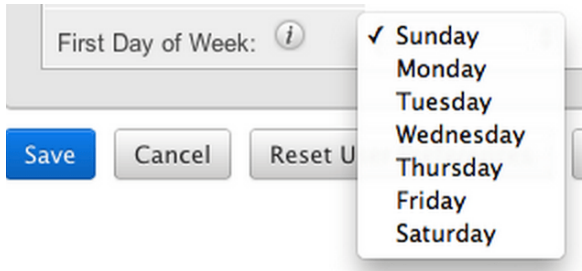 First Day of Week:
Sunday
Monday
Tuesday
Wednesday
Thursday
Friday
Saturday
Save
Cancel
Reset U